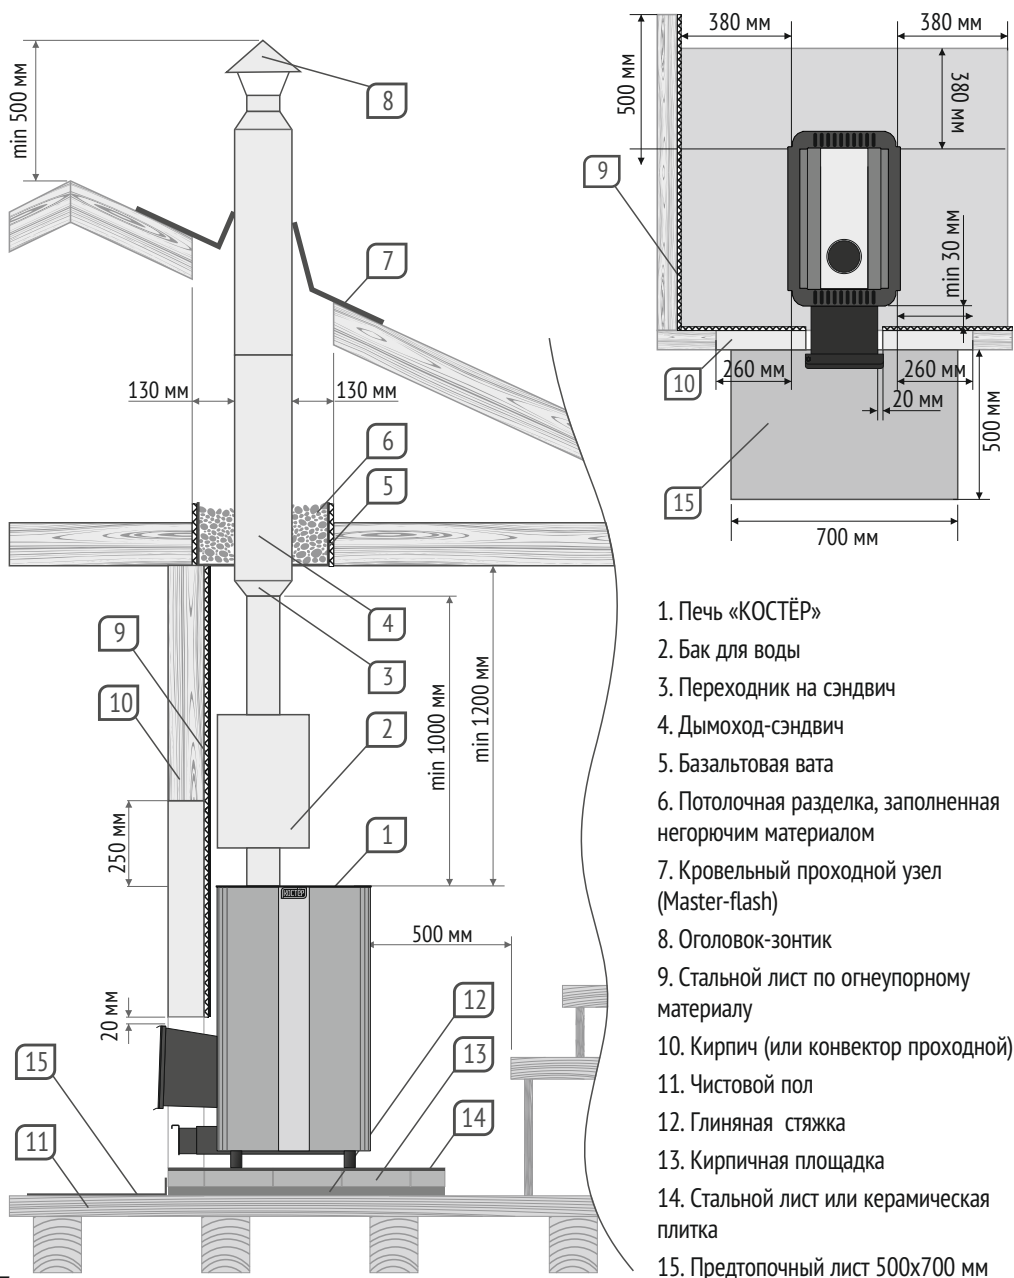 min 500 мм
8
7
130 мм
130 мм
6
5
4
3
2
1
9
10
min 1000 мм
min 1200 мм
250 мм
КОСТЁР
500 мм
20 мм
12
13
14
15
11
380 мм
380 мм
500 мм
380 мм
9
min 30 мм
10
260 мм
260 мм
20 мм
500 мм
15
700 мм
1. Печь «КОСТЁР»
2. Бак для воды
3. Переходник на сэндвич
4. Дымоход-сэндвич
5. Базальтовая вата
6. Потолочная разделка, заполненная
негорючим материалом
7. Кровельный проходной узел
(Master-flash)
8. Оголовок-зонтик
9. Стальной лист по огнеупорному
материалу
10. Кирпич (или конвектор проходной)
11. Чистовой пол
12. Глиняная стяжка
13. Кирпичная площадка
14. Стальной лист или керамическая
плитка
15. Предтопочный лист 500х700 мм